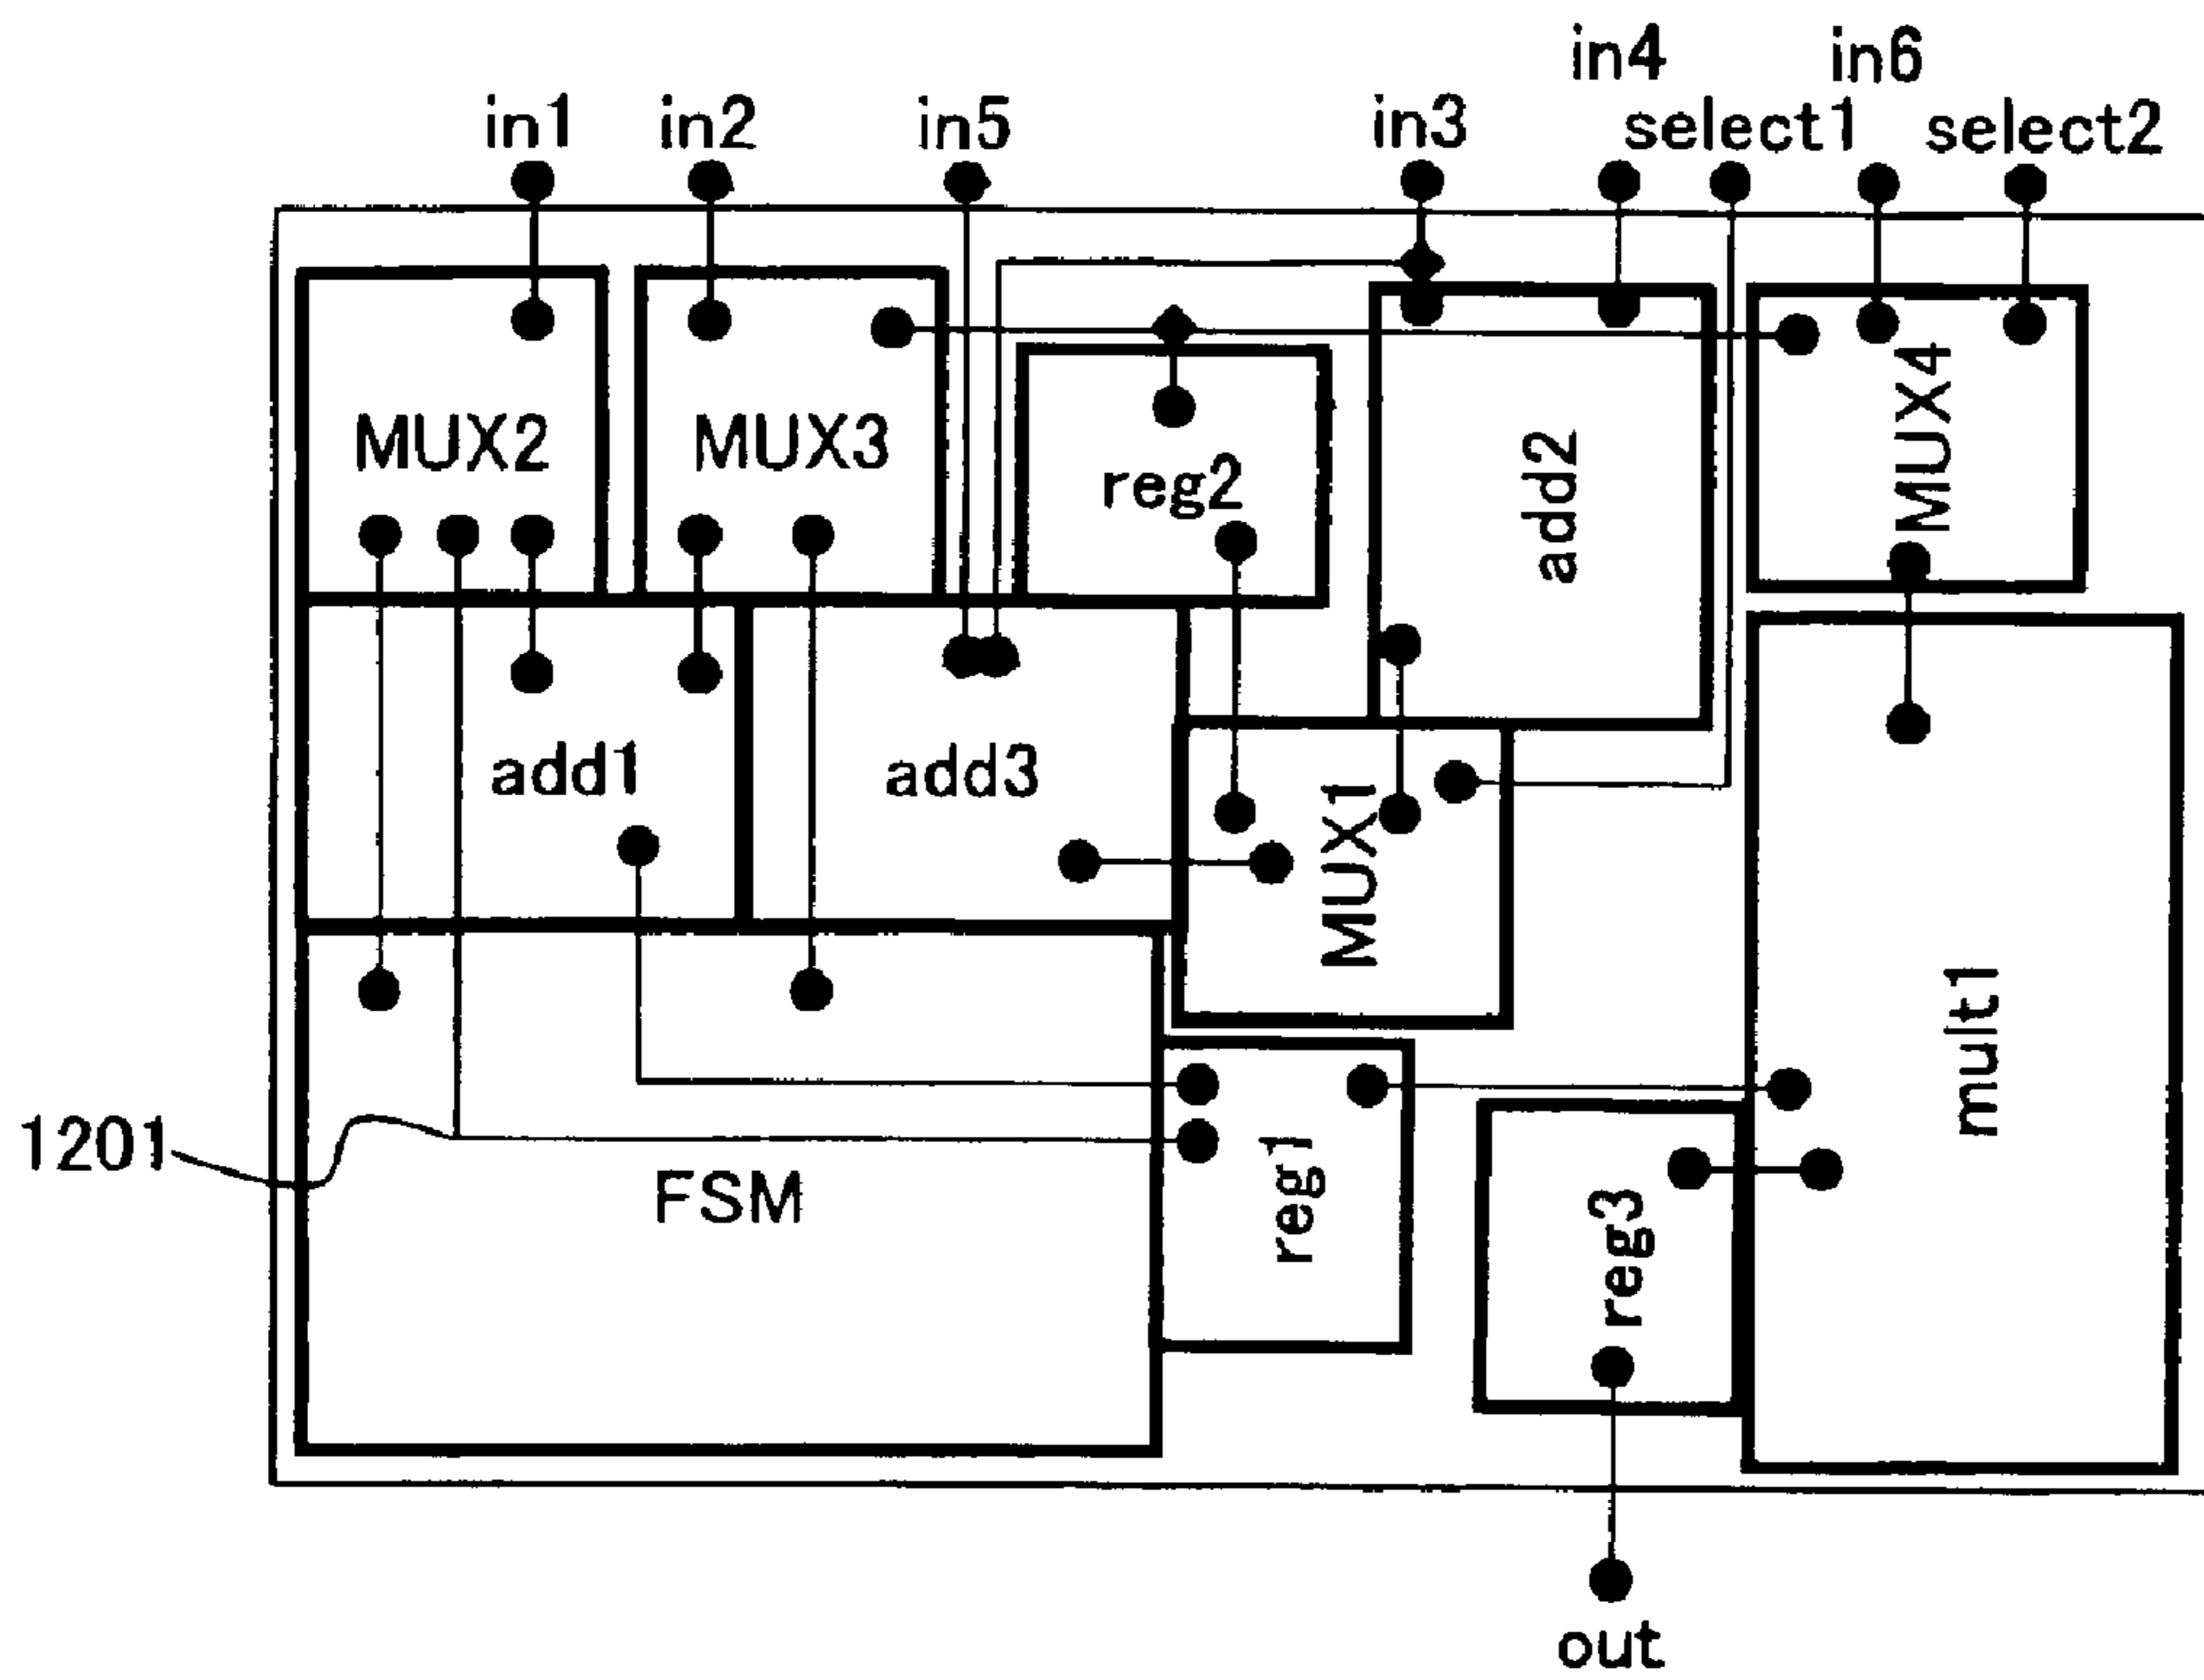 in4 in6
in1 in2 in5 in3 select1 select2
MUX2 MUX3 reg2 add2 MUX4
add1 add3 MUX1
mult1
1201 FSM reg1 reg3
out